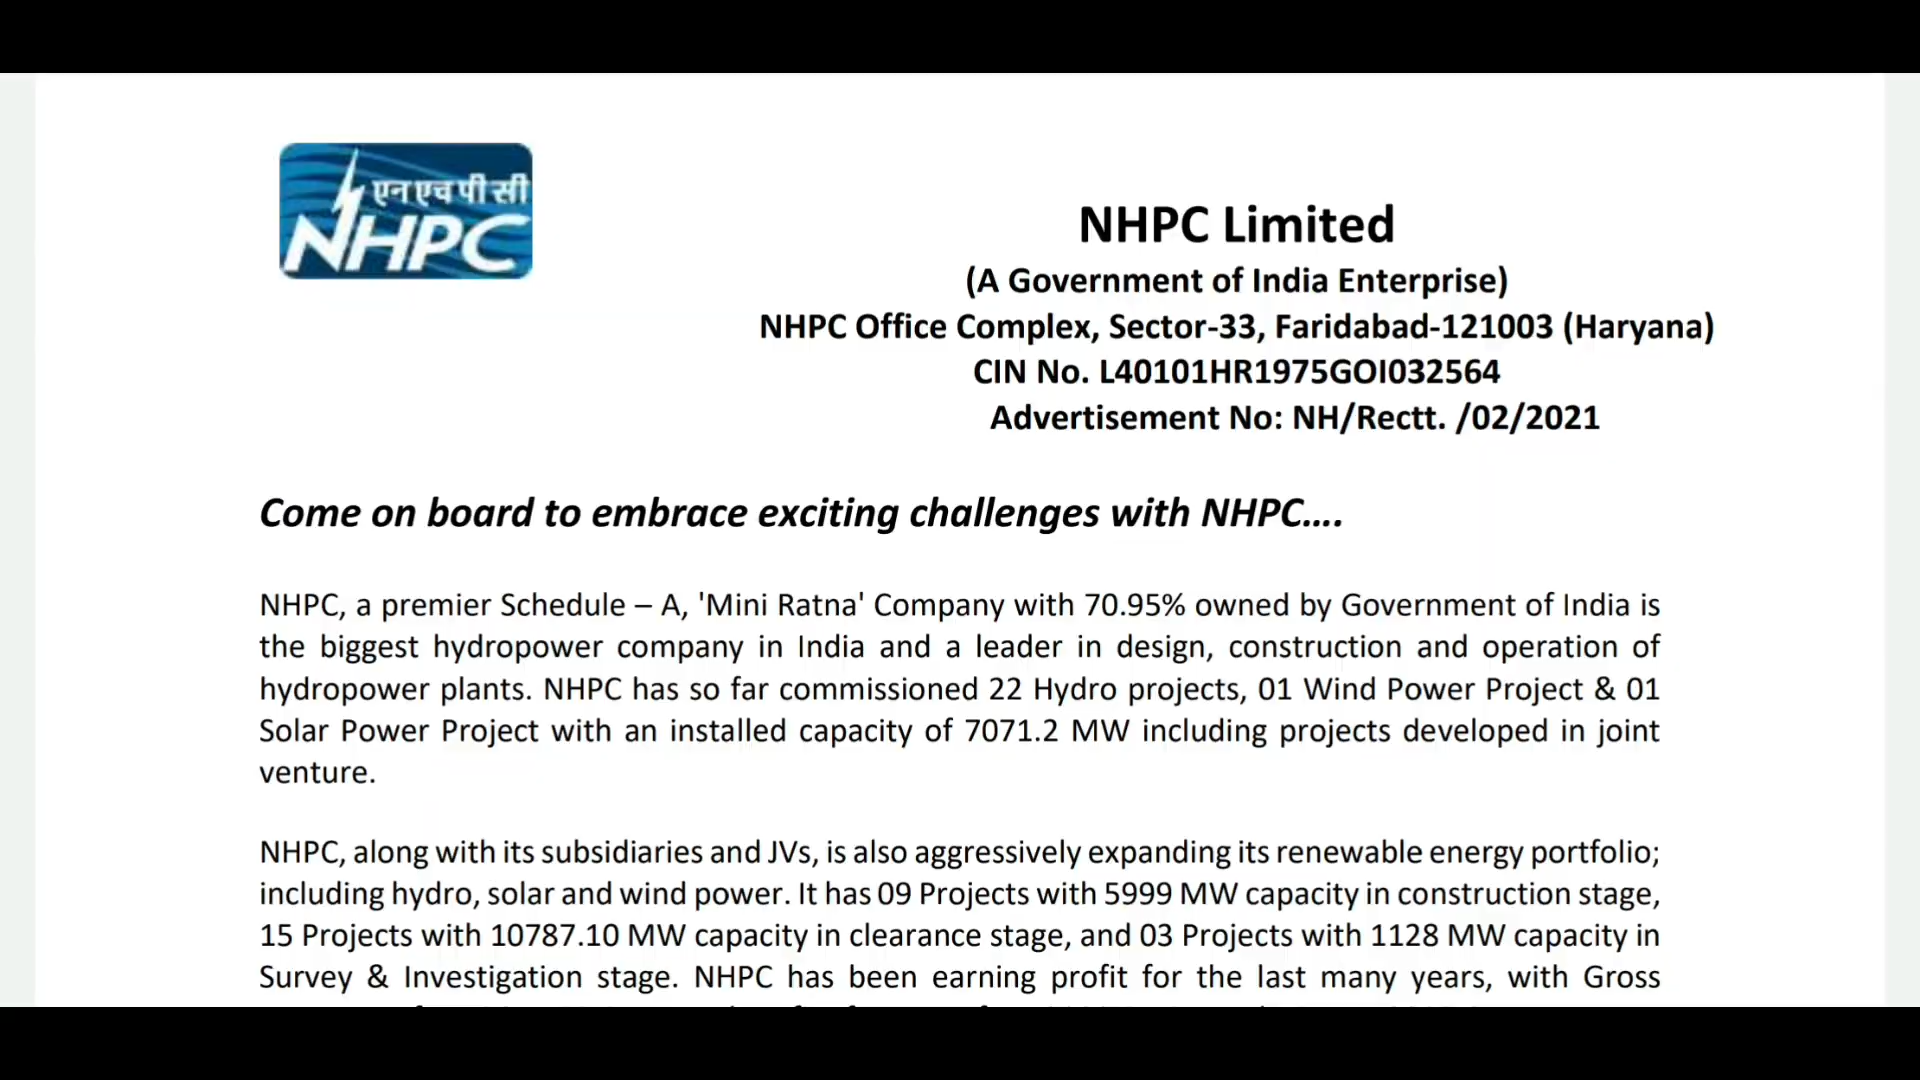 एनएचपीसी
NHPC
NHPC Limited
(A Government of India Enterprise)
NHPC Office Complex, Sector-33, Faridabad-121003 (Haryana)
CIN No. L40101HR1975GOI032564
Advertisement No: NH/Rectt. /02/2021
Come on board to embrace exciting challenges with NHPC....
NHPC, a premier Schedule – A, 'Mini Ratna' Company with 70.95% owned by Government of India is
the biggest hydropower company in India and a leader in design, construction and operation of
hydropower plants. NHPC has so far commissioned 22 Hydro projects, 01 Wind Power Project & 01
Solar Power Project with an installed capacity of 7071.2 MW including projects developed in joint
venture.
NHPC, along with its subsidiaries and JVs, is also aggressively expanding its renewable energy portfolio;
including hydro, solar and wind power. It has 09 Projects with 5999 MW capacity in construction stage,
15 Projects with 10787.10 MW capacity in clearance stage, and 03 Projects with 1128 MW capacity in
Survey & Investigation stage. NHPC has been earning profit for the last many years, with Gross